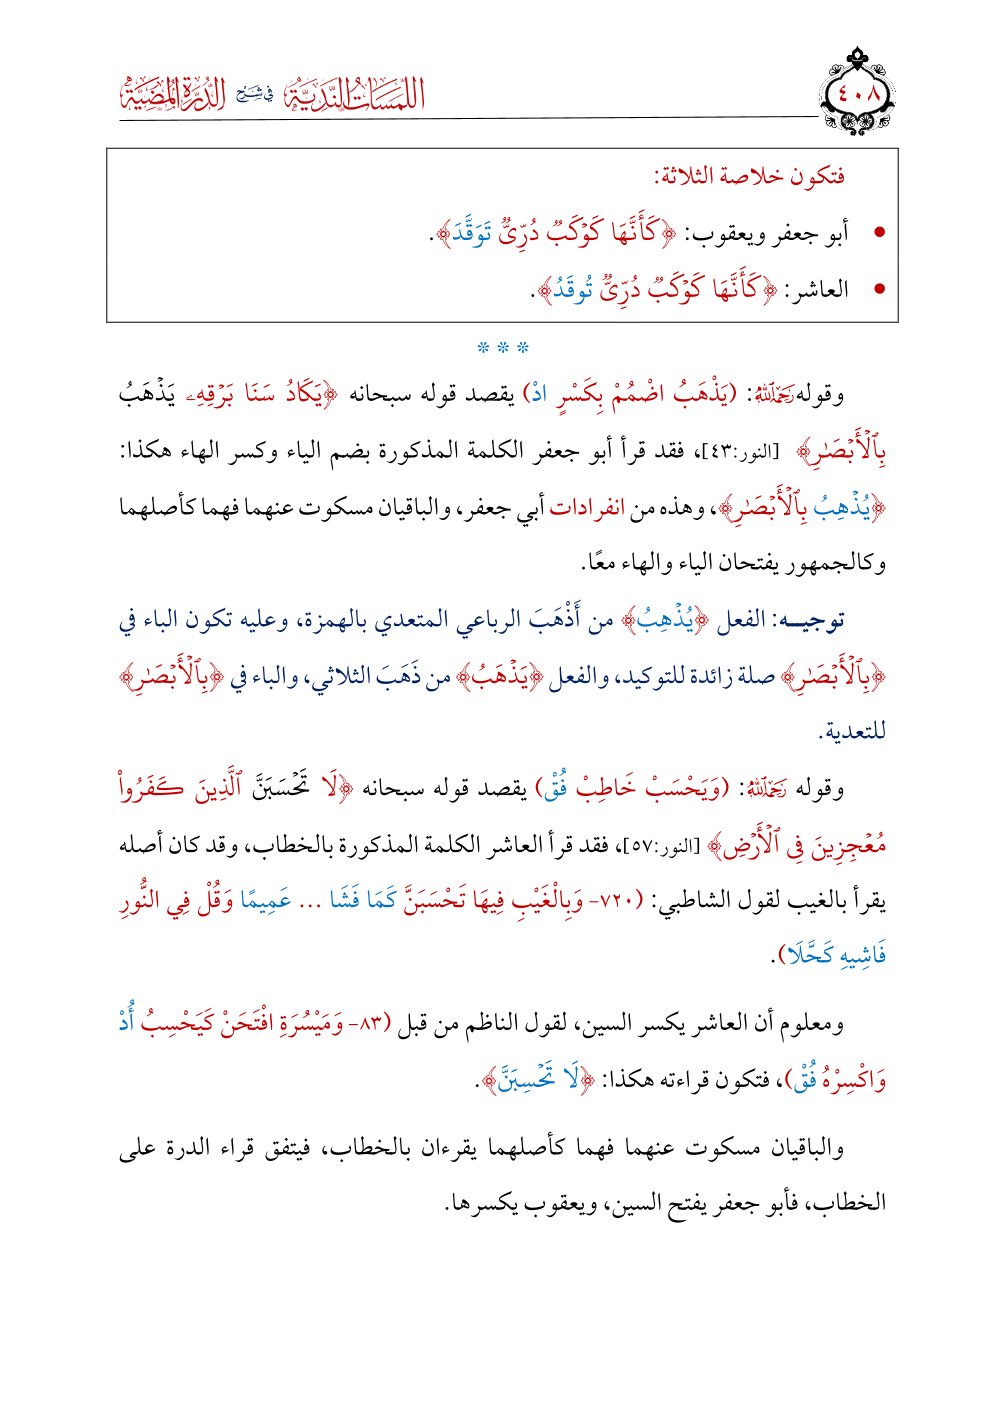 ٤٠٨
اللمسات الندية في شرح الدرة المضية
فتكون خلاصة الثلاثة:
• أبو جعفر ويعقوب: ﴿كَأَنَّهَا كَوۡكَبٞ دُرِّيّٞ تَوَقَّدَ﴾.
• العاشر: ﴿كَأَنَّهَا كَوۡكَبٞ دُرِّيّٞ تُوقَدُ﴾.
* * *
وقوله رَحِمَهُ اللَّهُ: (يَذْهَبُ اضْمُمْ بِكَسْرٍ ادْ) يقصد قوله سبحانه ﴿يَكَادُ سَنَا بَرۡقِهِۦ يَذۡهَبُ
بِٱلۡأَبۡصَٰرِ﴾ [النور:٤٣]، فقد قرأ أبو جعفر الكلمة المذكورة بضم الياء وكسر الهاء هكذا:
﴿يُذۡهِبُ بِٱلۡأَبۡصَٰرِ﴾، وهذه من انفرادات أبي جعفر، والباقيان مسكوت عنهما فهما كأصلهما
وكالجمهور يفتحان الياء والهاء معًا.
توجيـــه: الفعل ﴿يُذۡهِبُ﴾ من أَذْهَبَ الرباعي المتعدي بالهمزة، وعليه تكون الباء في
﴿بِٱلۡأَبۡصَٰرِ﴾ صلة زائدة للتوكيد، والفعل ﴿يَذۡهَبُ﴾ من ذَهَبَ الثلاثي، والباء في ﴿بِٱلۡأَبۡصَٰرِ﴾
للتعدية.
وقوله رَحِمَهُ اللَّهُ: (وَيَحْسَبْ خَاطِبْ فُقْ) يقصد قوله سبحانه ﴿لَا تَحۡسَبَنَّ ٱلَّذِينَ كَفَرُواْ
مُعۡجِزِينَ فِي ٱلۡأَرۡضِ﴾ [النور:٥٧]، فقد قرأ العاشر الكلمة المذكورة بالخطاب، وقد كان أصله
يقرأ بالغيب لقول الشاطبي: (٧٢٠- وَبِالْغَيْبِ فِيهَا تَحْسَبَنَّ كَمَا فَشَا ... عَمِيمًا وَقُلْ فِي النُّورِ
فَاشِيهِ كَحَّلَا).
ومعلوم أن العاشر يكسر السين، لقول الناظم من قبل (٨٣- وَمَيْسُرَةِ افْتَحَنْ كَيَحْسِبُ أُدْ
وَاكْسِرْهُ فُقْ)، فتكون قراءته هكذا: ﴿لَا تَحۡسِبَنَّ﴾.
والباقيان مسكوت عنهما فهما كأصلهما يقرءان بالخطاب، فيتفق قراء الدرة على
الخطاب، فأبو جعفر يفتح السين، ويعقوب يكسرها.